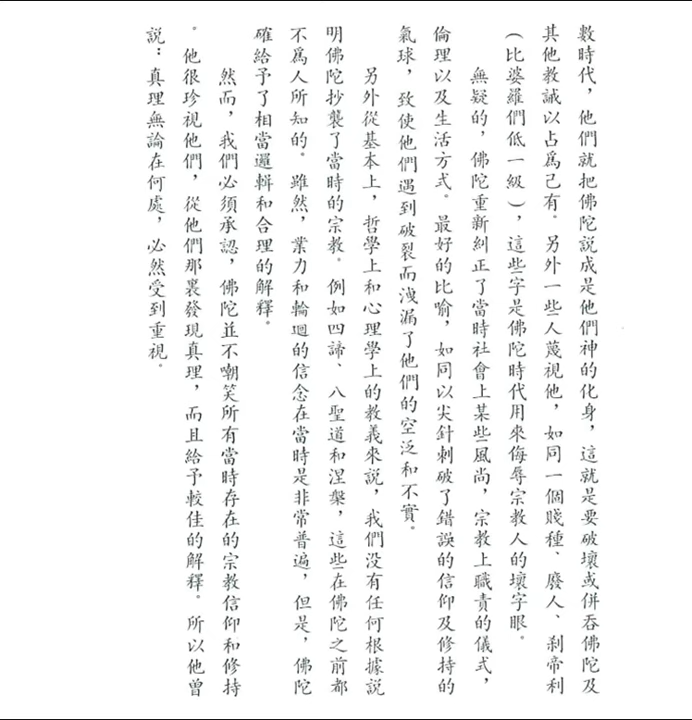 數時代，他們就把佛陀説成是他們神的化身，這就是要破壞或併吞佛陀及
其他教誡以占爲己有。另外一些人蔑視他，如同一個賤種、廢人、刹帝利
（比婆羅們低一級），這些字是佛陀時代用來侮辱宗教人的壞字眼。
無疑的，佛陀重新糾正了當時社會上某些風尚，宗教上職責的儀式，
倫理以及生活方式。最好的比喻，如同以尖針刺破了錯誤的信仰及修持的
氣球，致使他們遇到破裂而洩漏了他們的空泛和不實。
另外從基本上，哲學上和心理學上的教義來説，我們没有任何根據説
明佛陀抄襲了當時的宗教。例如四諦、八聖道和涅槃，這些在佛陀之前都
不爲人所知的。雖然，業力和輪迴的信念在當時是非常普遍，但是，佛陀
確給予了相當邏輯和合理的解釋。
然而，我們必須承認，佛陀並不嘲笑所有當時存在的宗教信仰和修持
。他很珍視他們，從他們那裏發現真理，而且給予較佳的解釋。所以他曾
説：真理無論在何處，必然受到重視。